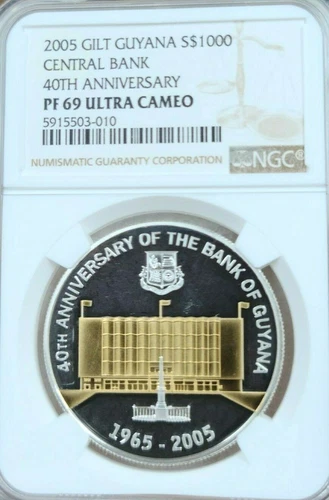 2005 GILT GUYANA S$1000
CENTRAL BANK
40TH ANNIVERSARY
PF 69 ULTRA CAMEO
5915503-010
NUMISMATIC GUARANTY CORPORATION
NGC®
40TH ANNIVERSARY OF THE BANK OF GUYANA
1965 - 2005